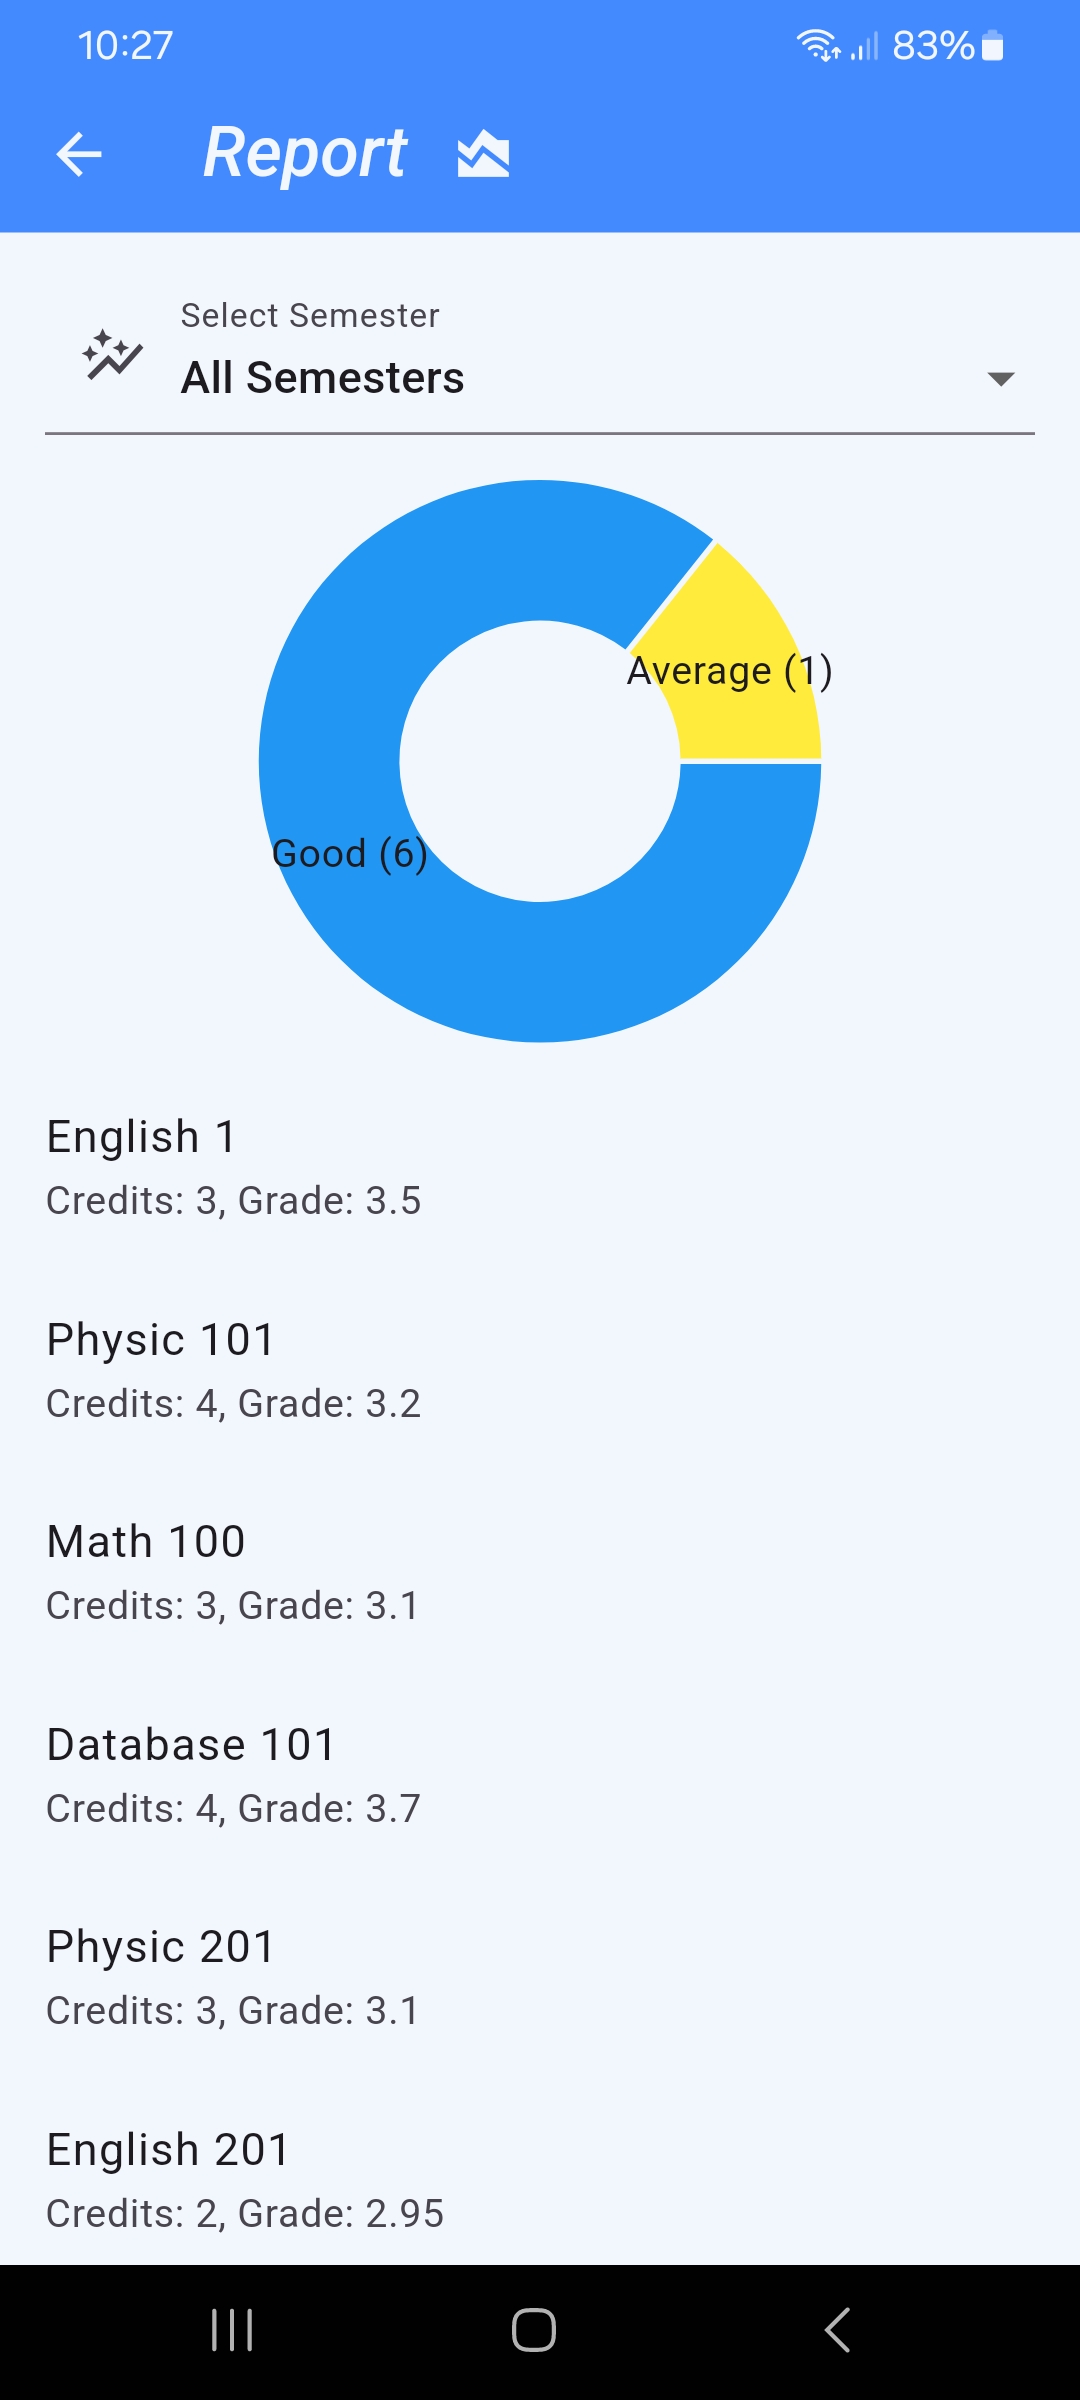 10:27 83%
Report
Select Semester
All Semesters
Average (1)
Good (6)
English 1
Credits: 3, Grade: 3.5
Physic 101
Credits: 4, Grade: 3.2
Math 100
Credits: 3, Grade: 3.1
Database 101
Credits: 4, Grade: 3.7
Physic 201
Credits: 3, Grade: 3.1
English 201
Credits: 2, Grade: 2.95